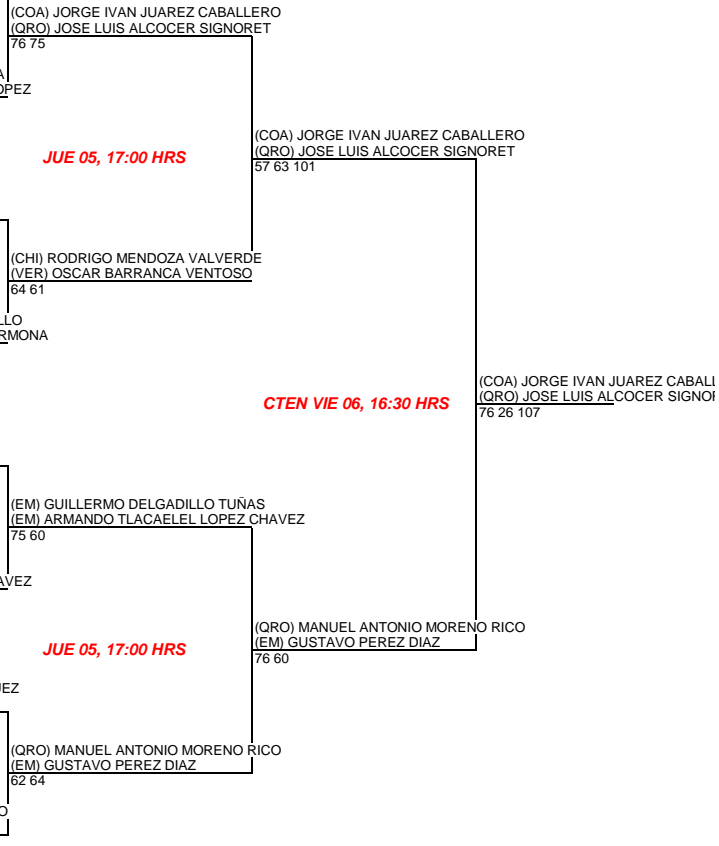 (COA) JORGE IVAN JUAREZ CABALLERO
(QRO) JOSE LUIS ALCOCER SIGNORET
76 75
OPEZ
JUE 05, 17:00 HRS
(COA) JORGE IVAN JUAREZ CABALLERO
(QRO) JOSE LUIS ALCOCER SIGNORET
57 63 101
(CHI) RODRIGO MENDOZA VALVERDE
(VER) OSCAR BARRANCA VENTOSO
64 61
LLO
RMONA
CTEN VIE 06, 16:30 HRS
(COA) JORGE IVAN JUAREZ CABALL
(QRO) JOSE LUIS ALCOCER SIGNOR
76 26 107
(EM) GUILLERMO DELGADILLO TUÑAS
(EM) ARMANDO TLACAELEL LOPEZ CHAVEZ
75 60
AVEZ
JUE 05, 17:00 HRS
(QRO) MANUEL ANTONIO MORENO RICO
(EM) GUSTAVO PEREZ DIAZ
76 60
UEZ
(QRO) MANUEL ANTONIO MORENO RICO
(EM) GUSTAVO PEREZ DIAZ
62 64
O